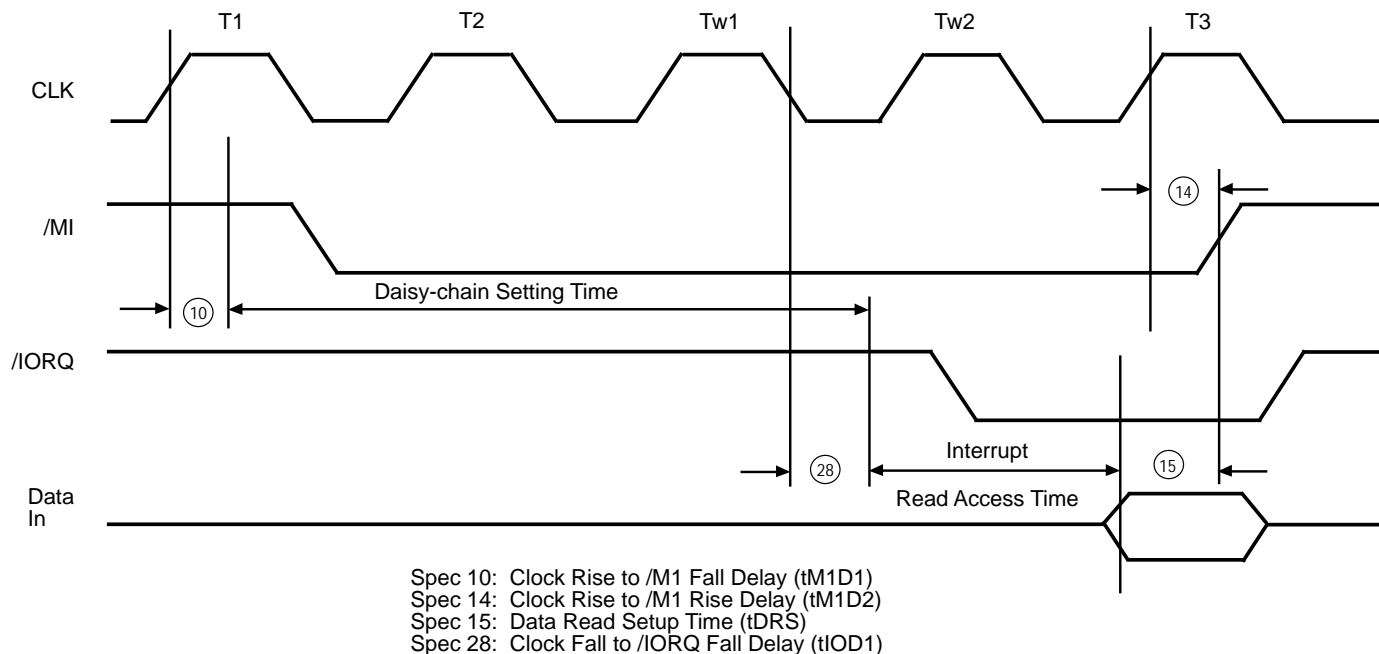 T1 T2 Tw1 Tw2 T3
CLK
14
/MI
Daisy-chain Setting Time
10
/IORQ
Interrupt
28 15
Read Access Time
Data
In
Spec 10: Clock Rise to /M1 Fall Delay (tM1D1)
Spec 14: Clock Rise to /M1 Rise Delay (tM1D2)
Spec 15: Data Read Setup Time (tDRS)
Spec 28: Clock Fall to /IORQ Fall Delay (tIOD1)